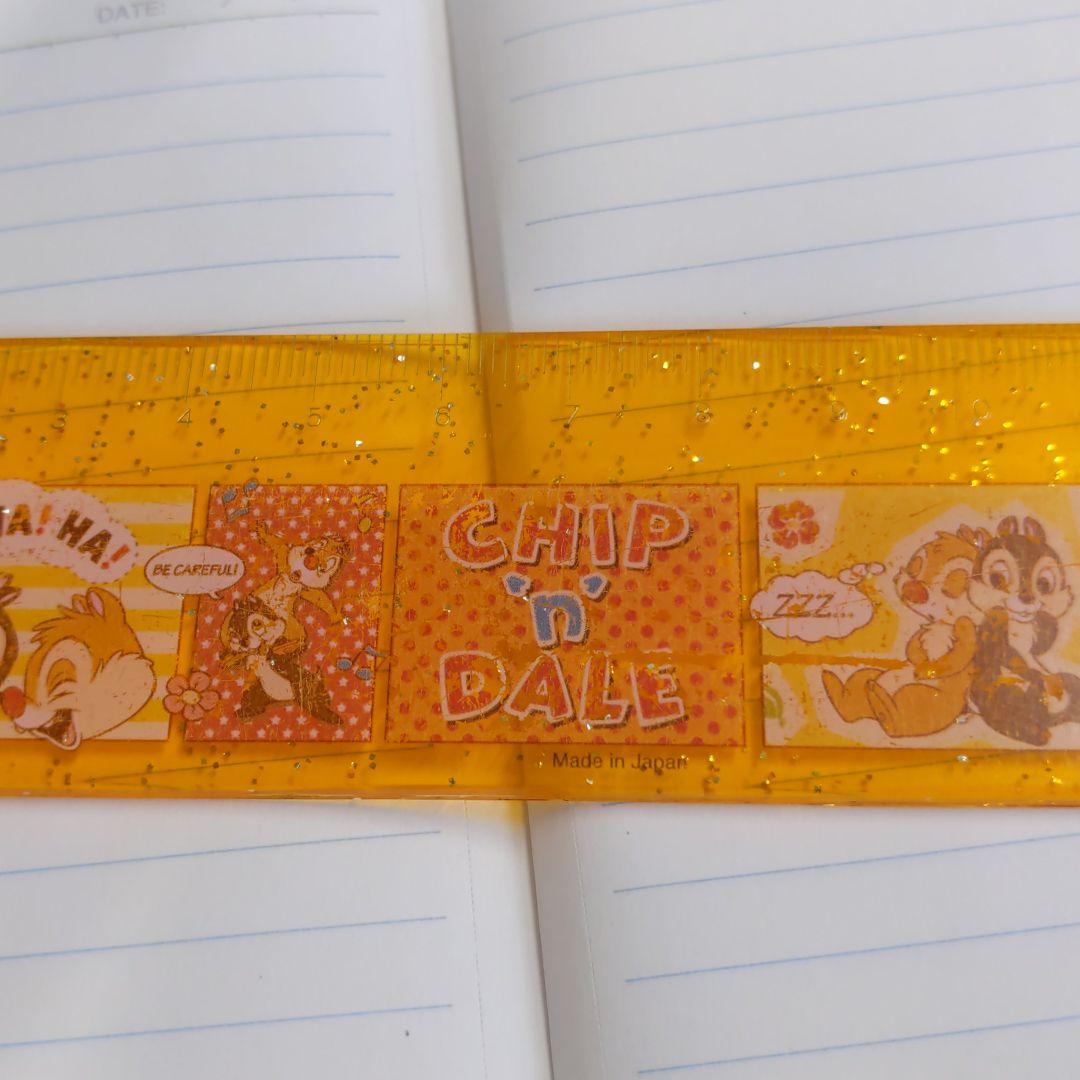 DATE:
3 4 5 6 7 8 9 10
HA! HA!
BE CAREFUL!
CHIP
'n'
DALE
ZZZ...
Made in Japan